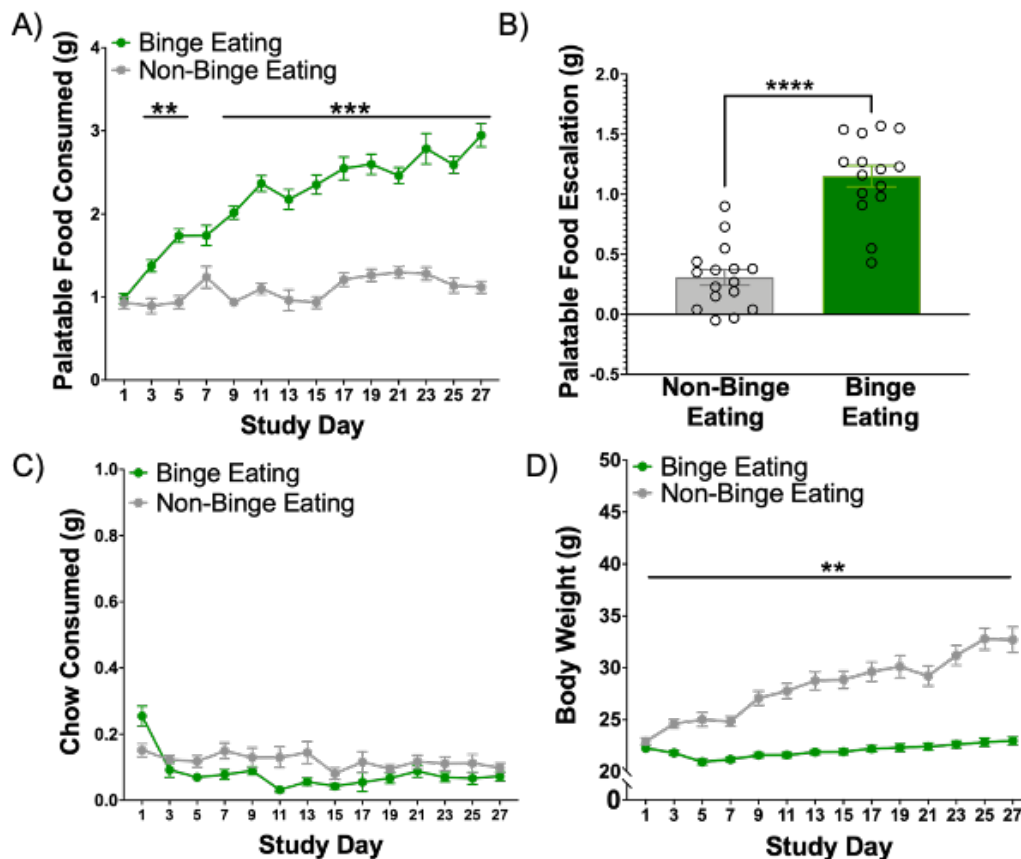 A)
Binge Eating
Non-Binge Eating
Palatable Food Consumed (g)
4
3
2
1
0
**
***
1 3 5 7 9 11 13 15 17 19 21 23 25 27
Study Day
B)
Palatable Food Escalation (g)
2.0
1.5
1.0
0.5
0.0
-0.5
****
Non-Binge Eating
Binge Eating
C)
Binge Eating
Non-Binge Eating
Chow Consumed (g)
1.0
0.8
0.6
0.4
0.2
0.0
1 3 5 7 9 11 13 15 17 19 21 23 25 27
Study Day
D)
Binge Eating
Non-Binge Eating
Body Weight (g)
50
45
40
35
30
25
20
0
**
1 3 5 7 9 11 13 15 17 19 21 23 25 27
Study Day